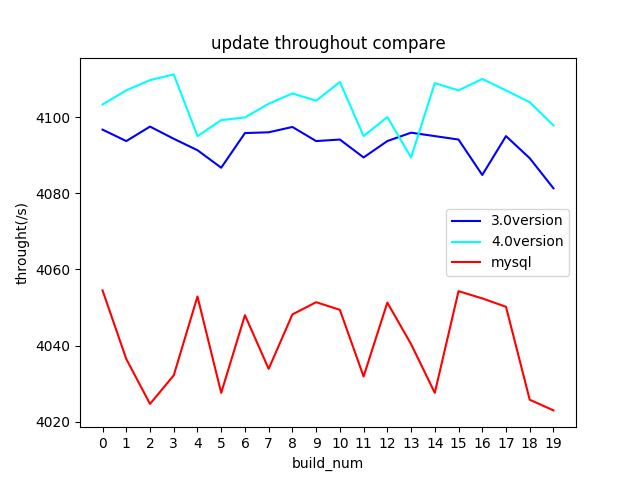 update throughout compare
throught(/s)
4100
4080
4060
4040
4020
3.0version
4.0version
mysql
0 1 2 3 4 5 6 7 8 9 10 11 12 13 14 15 16 17 18 19
build_num